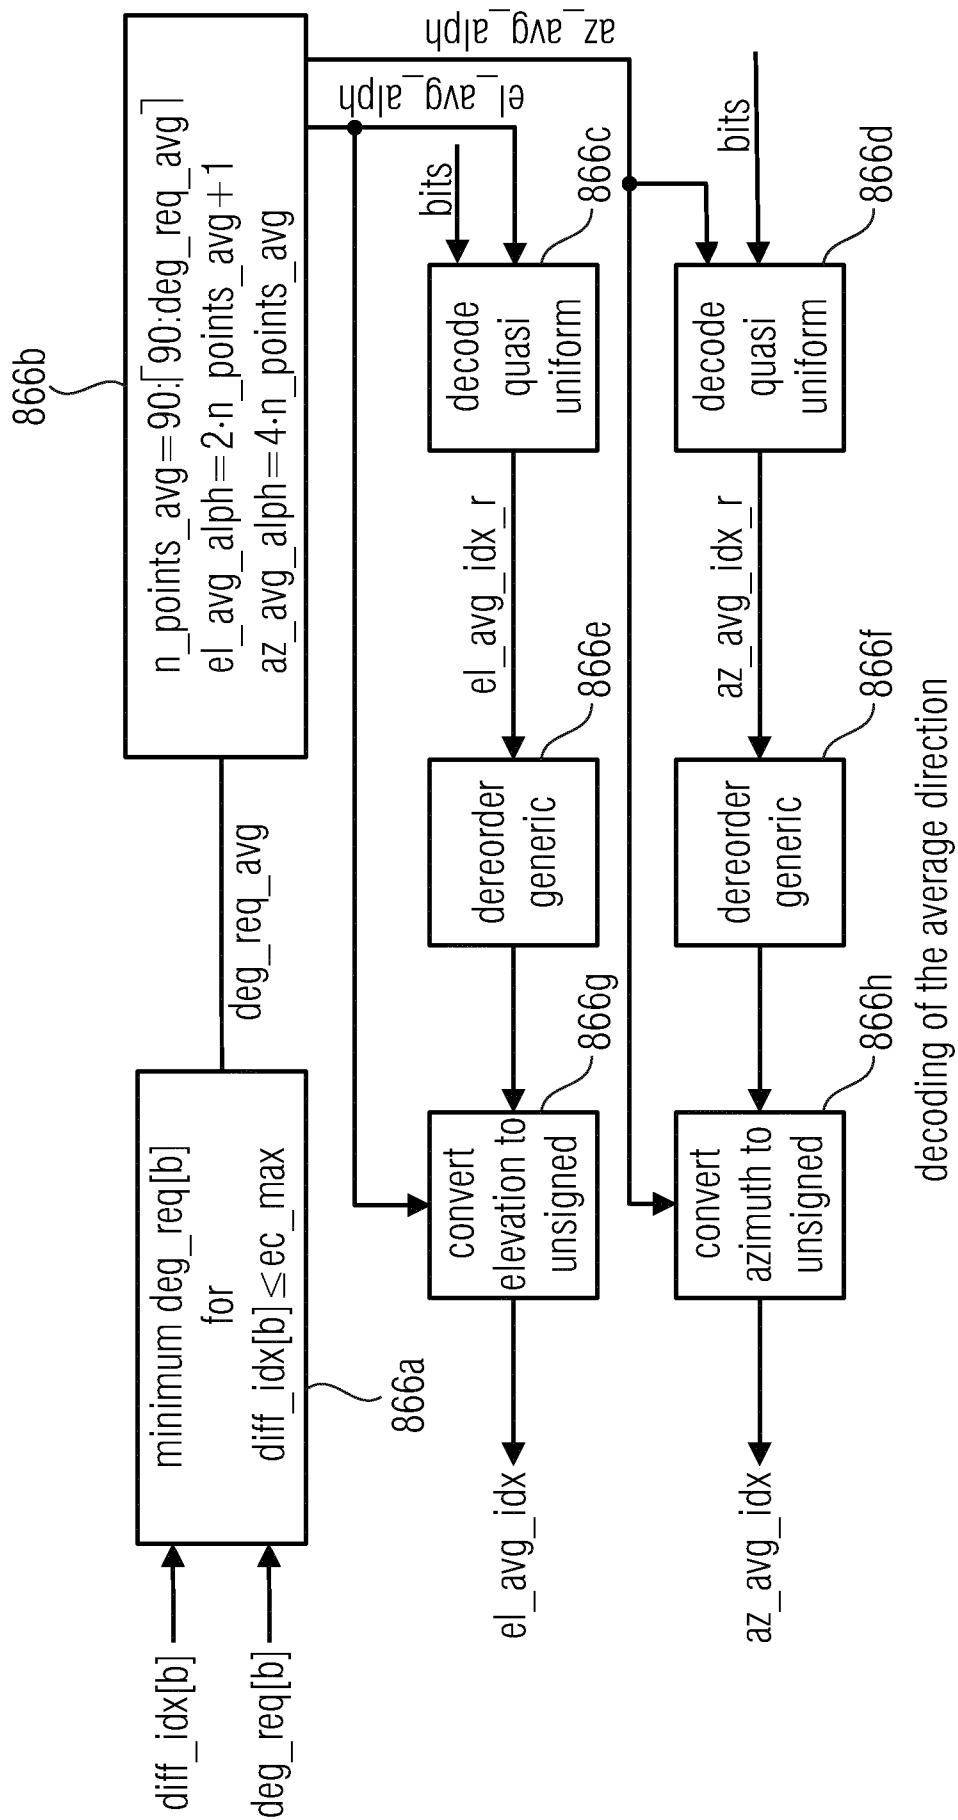 diff_idx[b]
deg_req[b]
minimum deg_req[b]
for
diff_idx[b]≤ec_max
866a
deg_req_avg
866b
n_points_avg=90:⌈90:deg_req_avg⌉
el_avg_alph=2·n_points_avg+1
az_avg_alph=4·n_points_avg
el_avg_alph
az_avg_alph
bits
decode
quasi
uniform
866c
el_avg_idx_r
dereorder
generic
866e
convert
elevation to
unsigned
866g
el_avg_idx
bits
decode
quasi
uniform
866d
az_avg_idx_r
dereorder
generic
866f
convert
azimuth to
unsigned
866h
az_avg_idx
decoding of the average direction